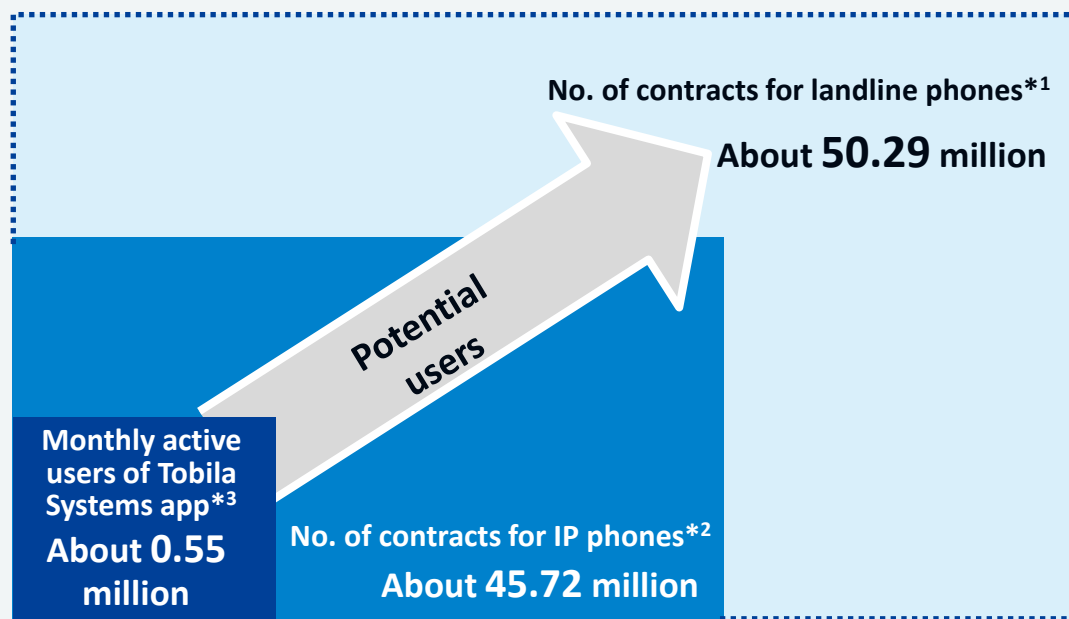 No. of contracts for landline phones*1
About 50.29 million
Potential
users
Monthly active
users of Tobila
Systems app*3
About 0.55
million
No. of contracts for IP phones*2
About 45.72 million